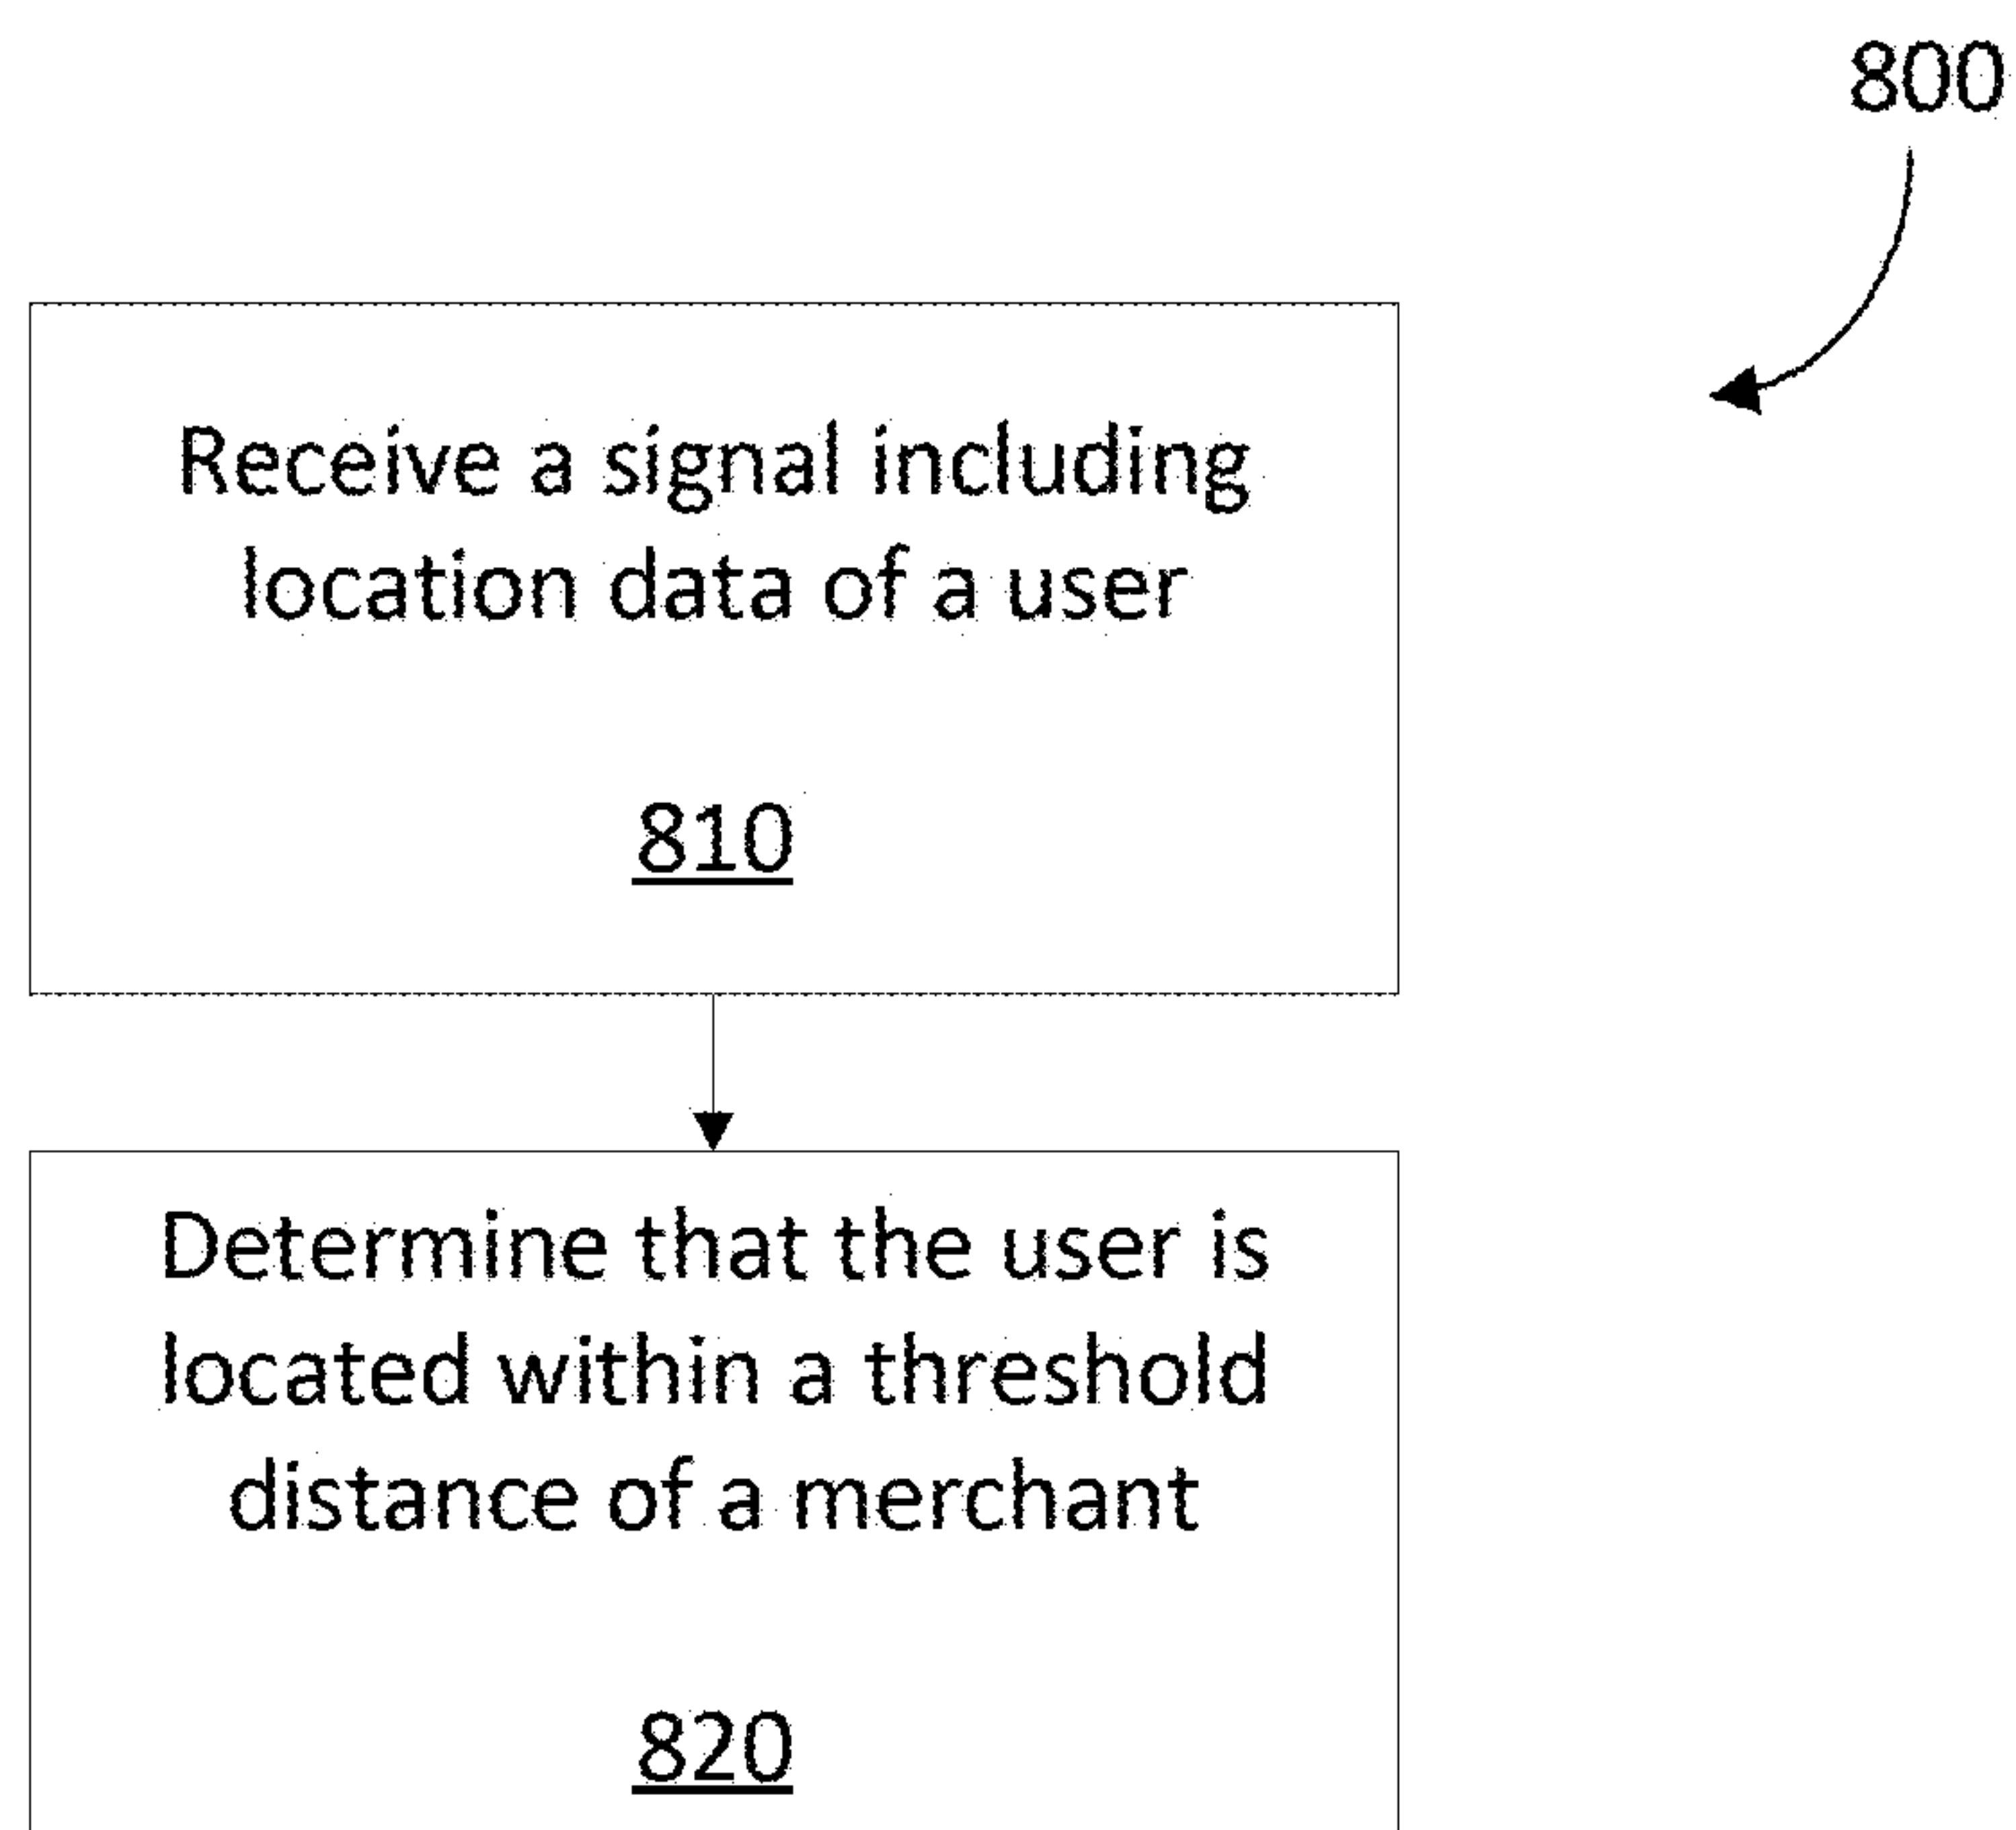 800
Receive a signal including
location data of a user
810
Determine that the user is
located within a threshold
distance of a merchant
820